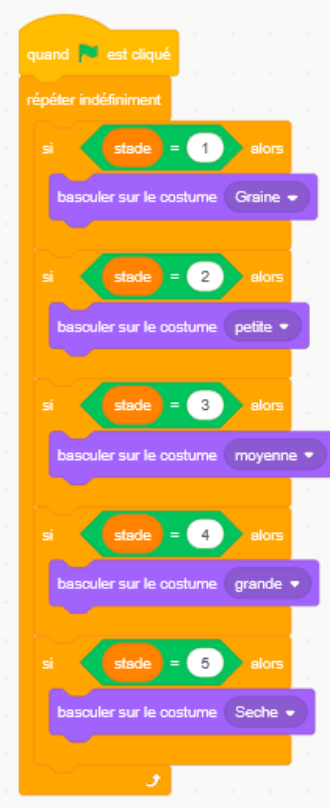 quand est cliqué
répéter indéfiniment
si stade = 1 alors
basculer sur le costume Graine
si stade = 2 alors
basculer sur le costume petite
si stade = 3 alors
basculer sur le costume moyenne
si stade = 4 alors
basculer sur le costume grande
si stade = 5 alors
basculer sur le costume Seche